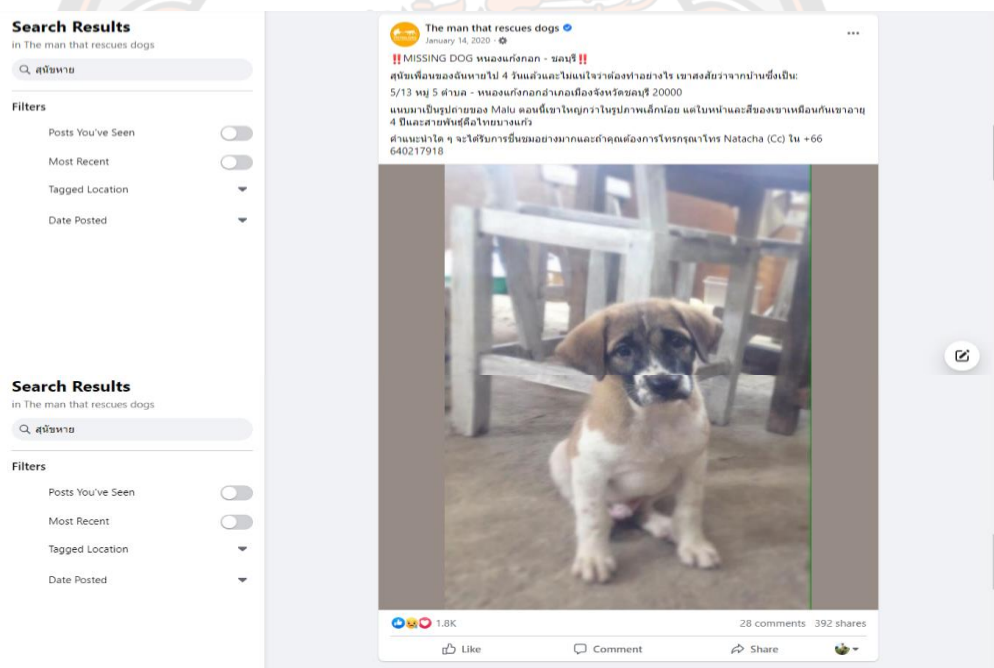 Search Results
in The man that rescues dogs
สุนัขหาย
Filters
Posts You've Seen
Most Recent
Tagged Location
Date Posted
Search Results
in The man that rescues dogs
สุนัขหาย
Filters
Posts You've Seen
Most Recent
Tagged Location
Date Posted
The man that rescues dogs
January 14, 2020 ·
‼️MISSING DOG หนองแก้งกอก - ชลบุรี‼️
สุนัขเพื่อนของฉันหายไป 4 วันแล้วและไม่แน่ใจว่าต้องทำอย่างไร เขาสงสัยว่าจากบ้านซึ่งเป็น:
5/13 หมู่ 5 ตำบล - หนองแก้งกอกอำเภอเมืองจังหวัดชลบุรี 20000
แนบมาเป็นรูปถ่ายของ Malu ตอนนี้เขาใหญ่กว่าในรูปภาพเล็กน้อย แต่ใบหน้าและสีของเขาเหมือนกันเขาอายุ
4 ปีและสายพันธุ์คือไทยบางแก้ว
คำแนะนำใด ๆ จะได้รับการชื่นชมอย่างมากและถ้าคุณต้องการโทรกรุณาโทร Natacha (Cc) ใน +66
640217918
1.8K
28 comments 392 shares
Like
Comment
Share